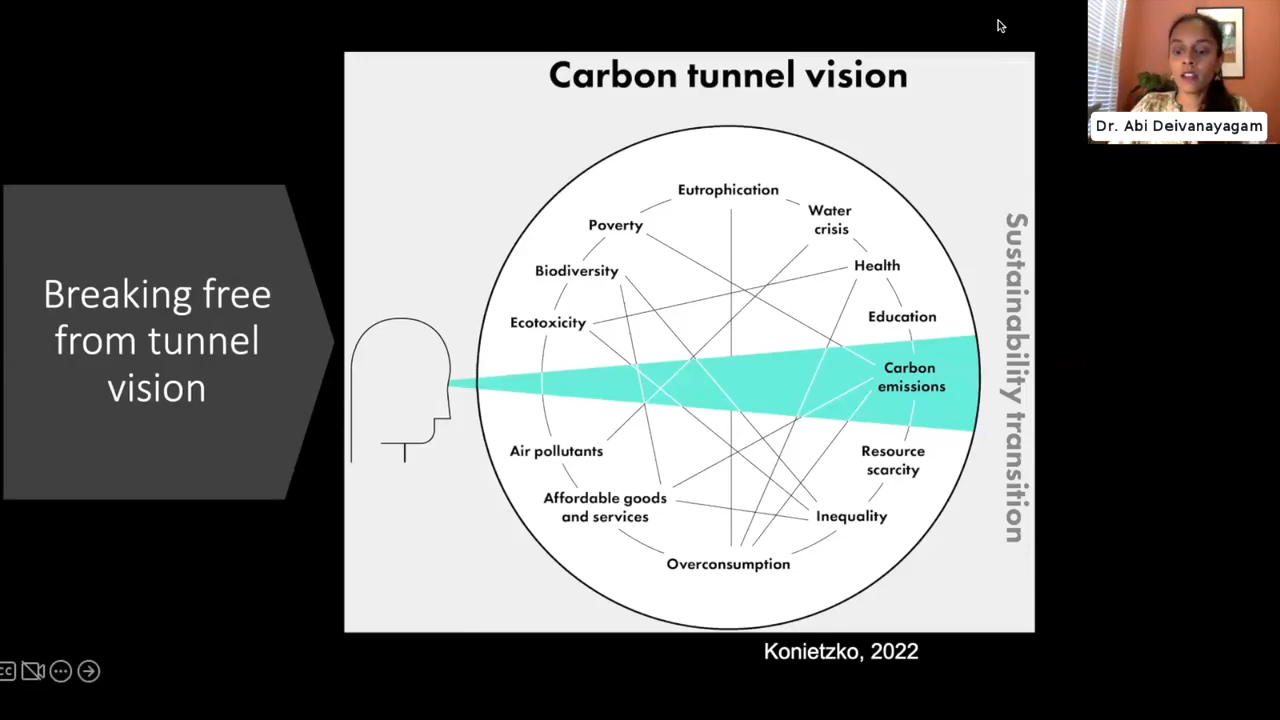 Carbon tunnel vision
Dr. Abi Deivanayagam
Breaking free
from tunnel
vision
Eutrophication
Water
crisis
Poverty
Health
Biodiversity
Education
Ecotoxicity
Carbon
emissions
Air pollutants
Resource
scarcity
Affordable goods
and services
Inequality
Overconsumption
Sustainability transition
Konietzko, 2022
CC